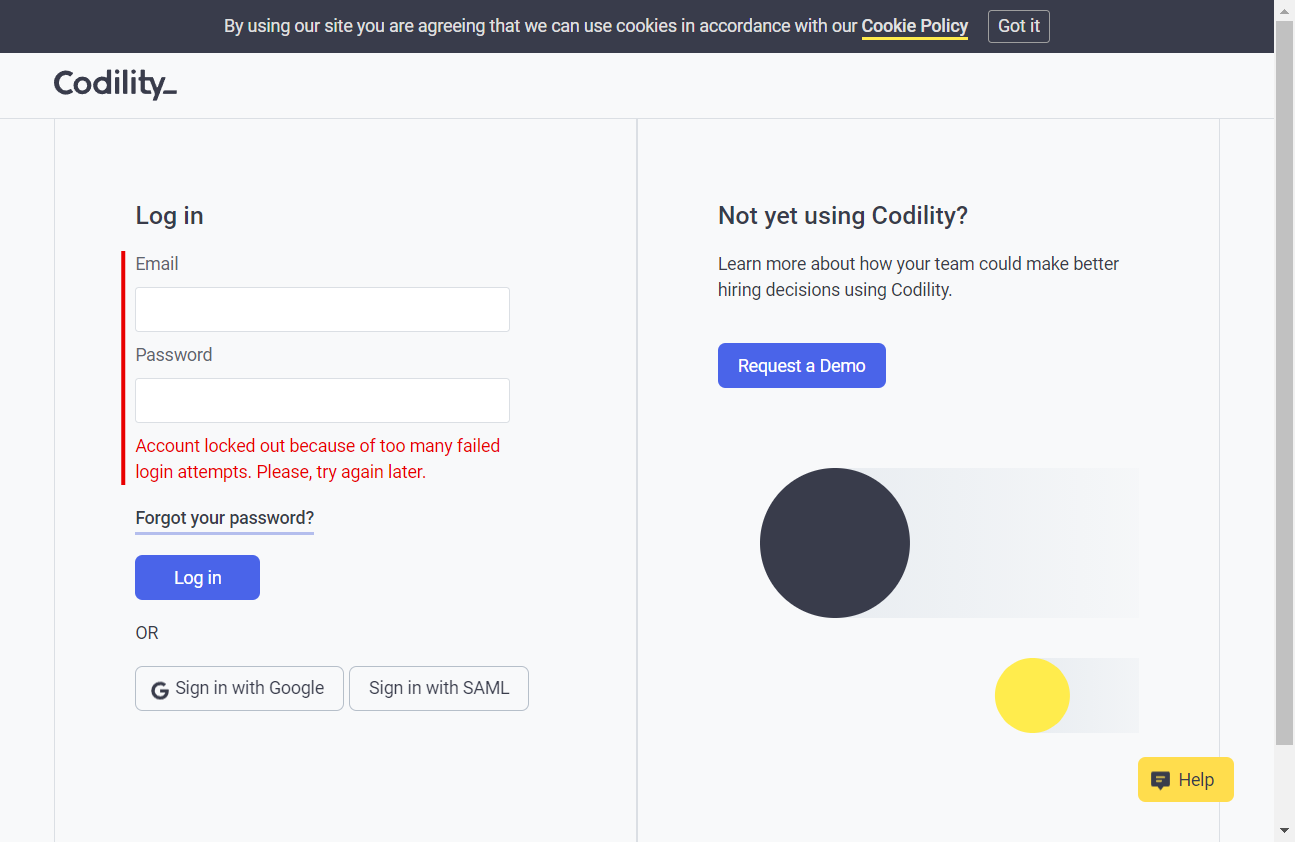 By using our site you are agreeing that we can use cookies in accordance with our Cookie Policy Got it
Codility_
Log in
Email
Password
Account locked out because of too many failed
login attempts. Please, try again later.
Forgot your password?
Log in
OR
Sign in with Google Sign in with SAML
Not yet using Codility?
Learn more about how your team could make better
hiring decisions using Codility.
Request a Demo
Help